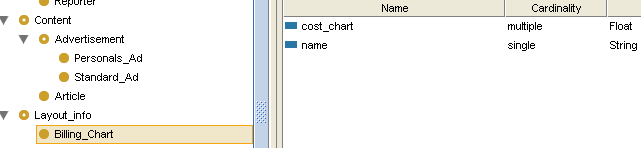 Reporter
Content
Advertisement
Personals_Ad
Standard_Ad
Article
Layout_info
Billing_Chart
Name Cardinality
cost_chart multiple Float
name single String